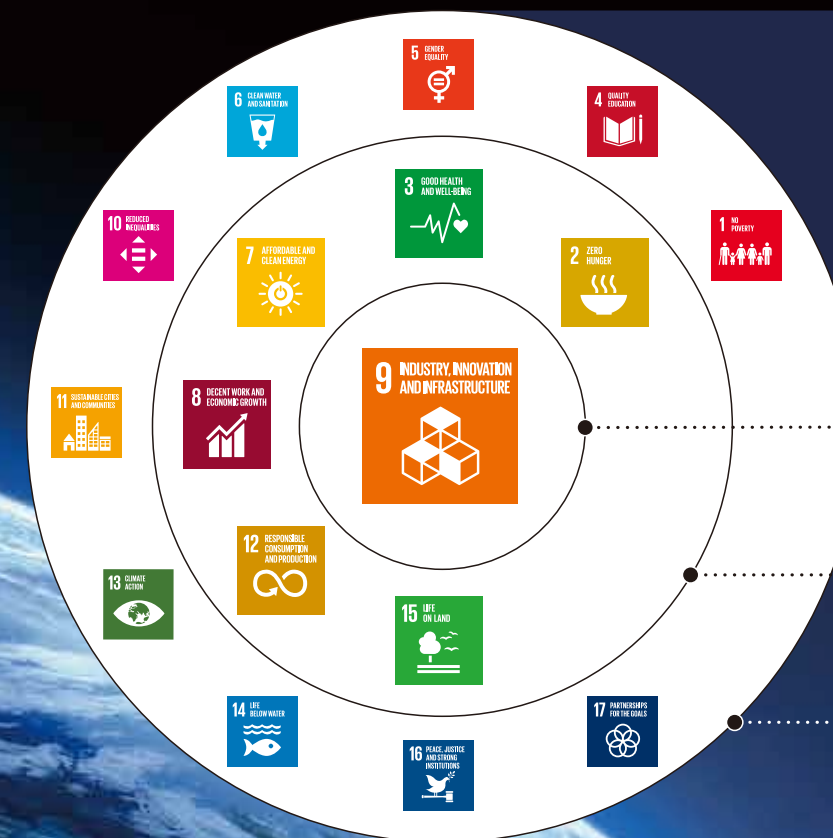 5 GENDER
EQUALITY
6 CLEAN WATER
AND SANITATION
4 QUALITY
EDUCATION
3 GOOD HEALTH
AND WELL-BEING
10 REDUCED
INEQUALITIES
1 NO
POVERTY
7 AFFORDABLE AND
CLEAN ENERGY
2 ZERO
HUNGER
9 INDUSTRY, INNOVATION
AND INFRASTRUCTURE
11 SUSTAINABLE CITIES
AND COMMUNITIES
8 DECENT WORK AND
ECONOMIC GROWTH
12 RESPONSIBLE
CONSUMPTION
AND PRODUCTION
13 CLIMATE
ACTION
15 LIFE
ON LAND
14 LIFE
BELOW WATER
17 PARTNERSHIPS
FOR THE GOALS
16 PEACE, JUSTICE
AND STRONG
INSTITUTIONS